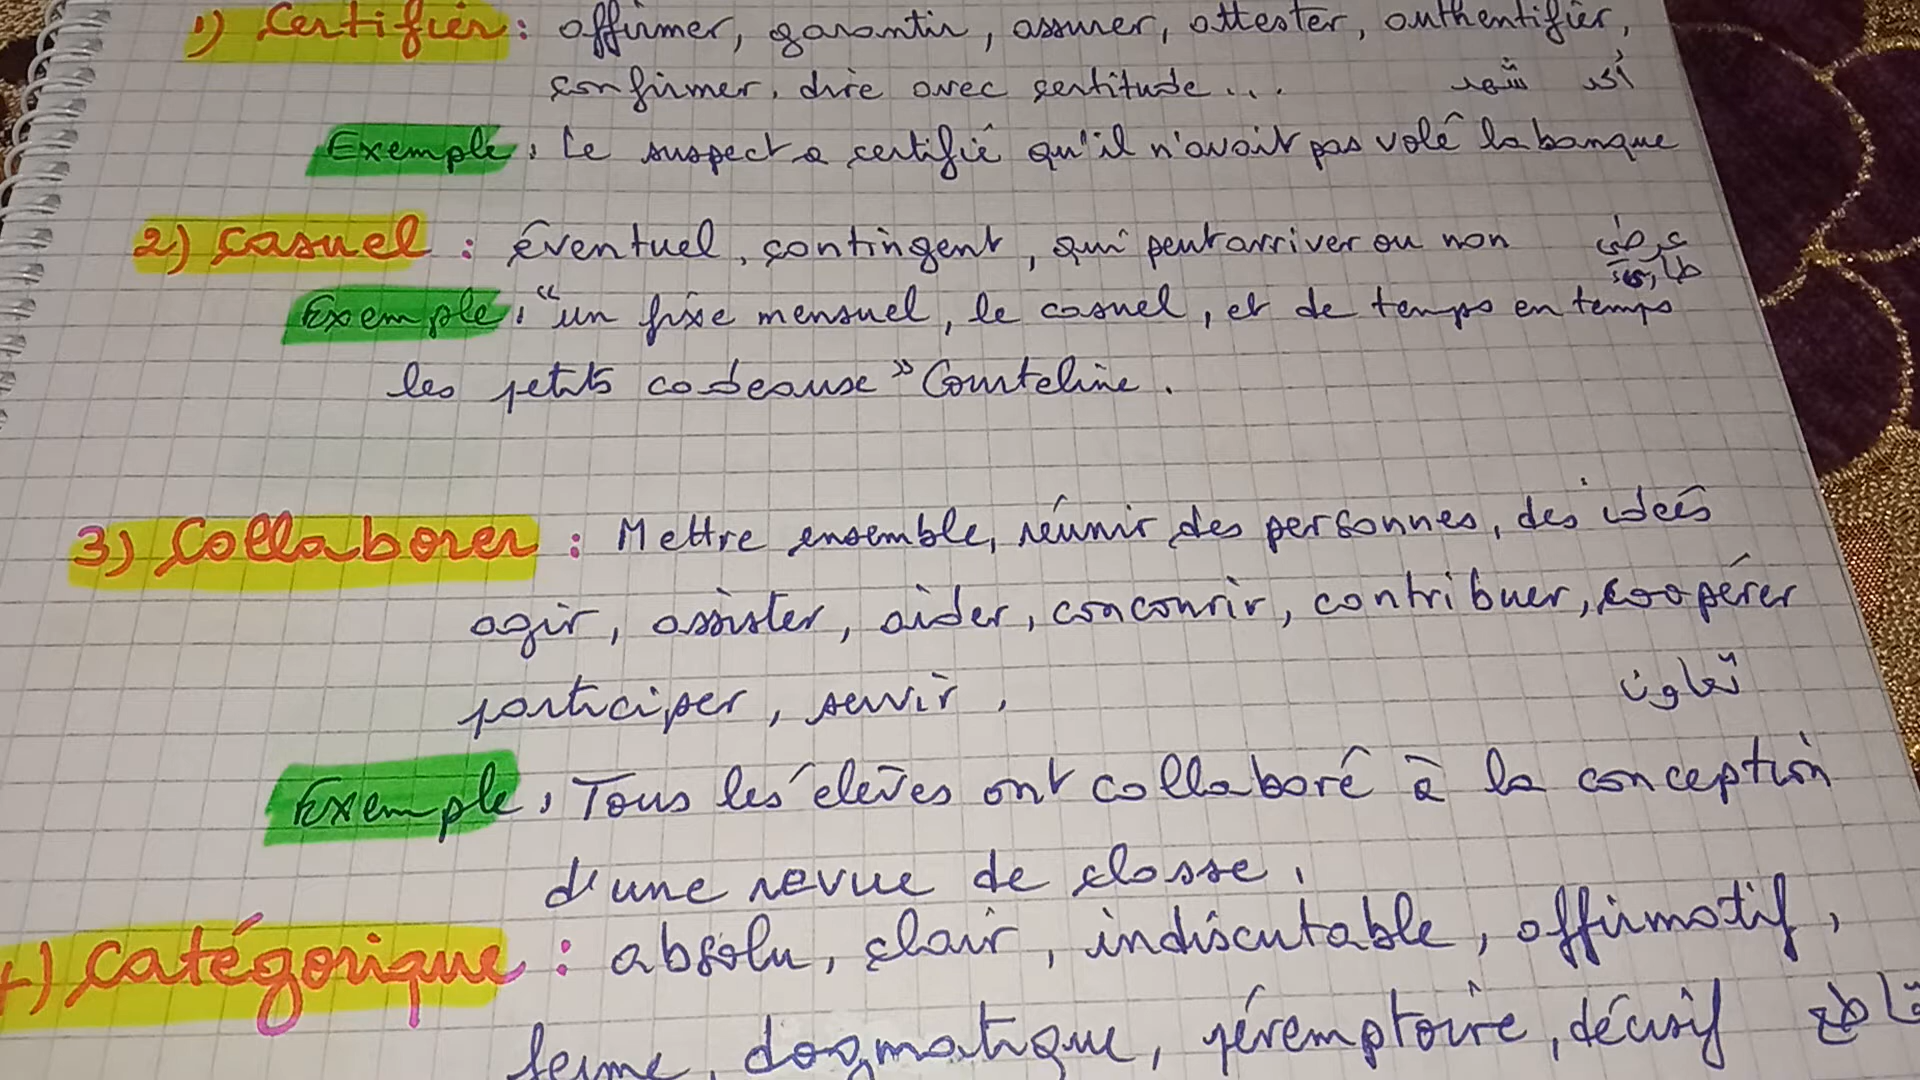 1) Certifier : affirmer, garantir, assurer, attester, authentifier,
confirmer, dire avec certitude... أكد شهد
Exemple, Le suspect a certifié qu'il n'avait pas volé la banque
2) Casuel : éventuel, contingent, qui peut arriver ou non عرضي
Exemple, "un fixe mensuel, le casuel, et de temps en temps
les petits cadeaux" Courteline.
3) Collaborer : Mettre ensemble, réunir des personnes, des idées
agir, assister, aider, concourir, contribuer, coopérer
participer, servir, تعاون
Exemple, Tous les élèves ont collaboré à la conception
d'une revue de classe.
4) Catégorique : absolu, clair, indiscutable, affirmatif,
ferme, dogmatique, péremptoire, décisif قاطع